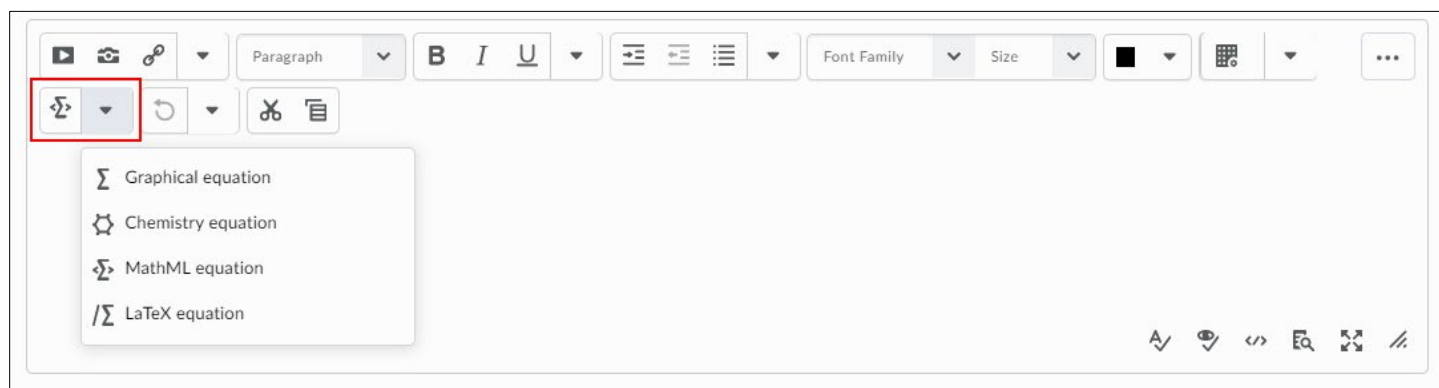 Paragraph
B I U
Font Family
Size
Graphical equation
Chemistry equation
MathML equation
LaTeX equation